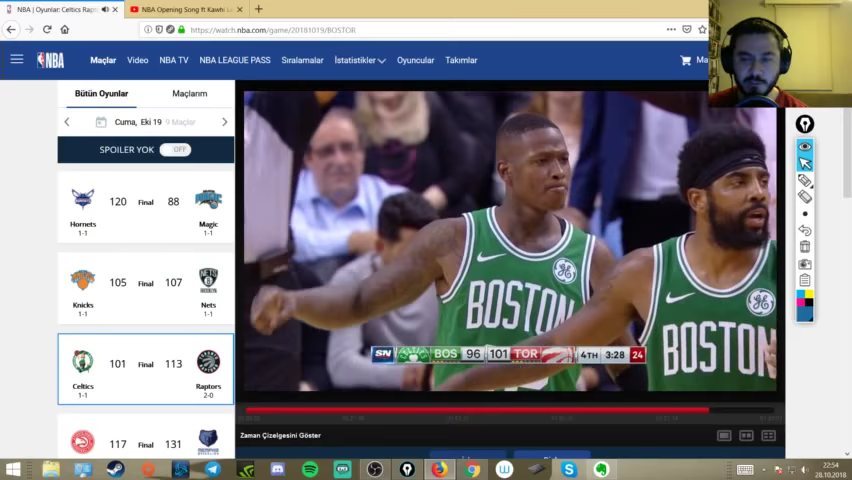 NBA | Oyunlar: Celtics Rapt
NBA Opening Song ft Kawhi L
https://watch.nba.com/game/20181019/BOSTOR
NBA
Maçlar
Video
NBA TV
NBA LEAGUE PASS
Sıralamalar
İstatistikler
Oyuncular
Takımlar
Ma
Bütün Oyunlar
Maçlarım
Cuma, Eki 19 9 Maçlar
SPOILER YOK OFF
120 Final 88
Hornets Magic
1-1 1-1
105 Final 107
Knicks Nets
1-1 1-1
101 Final 113
Celtics Raptors
1-1 2-0
117 Final 131
BOSTON
BOSTON
SN BOS 96 101 TOR 4TH 3:28 24
Zaman Çizelgesini Göster
22:54
28.10.2018